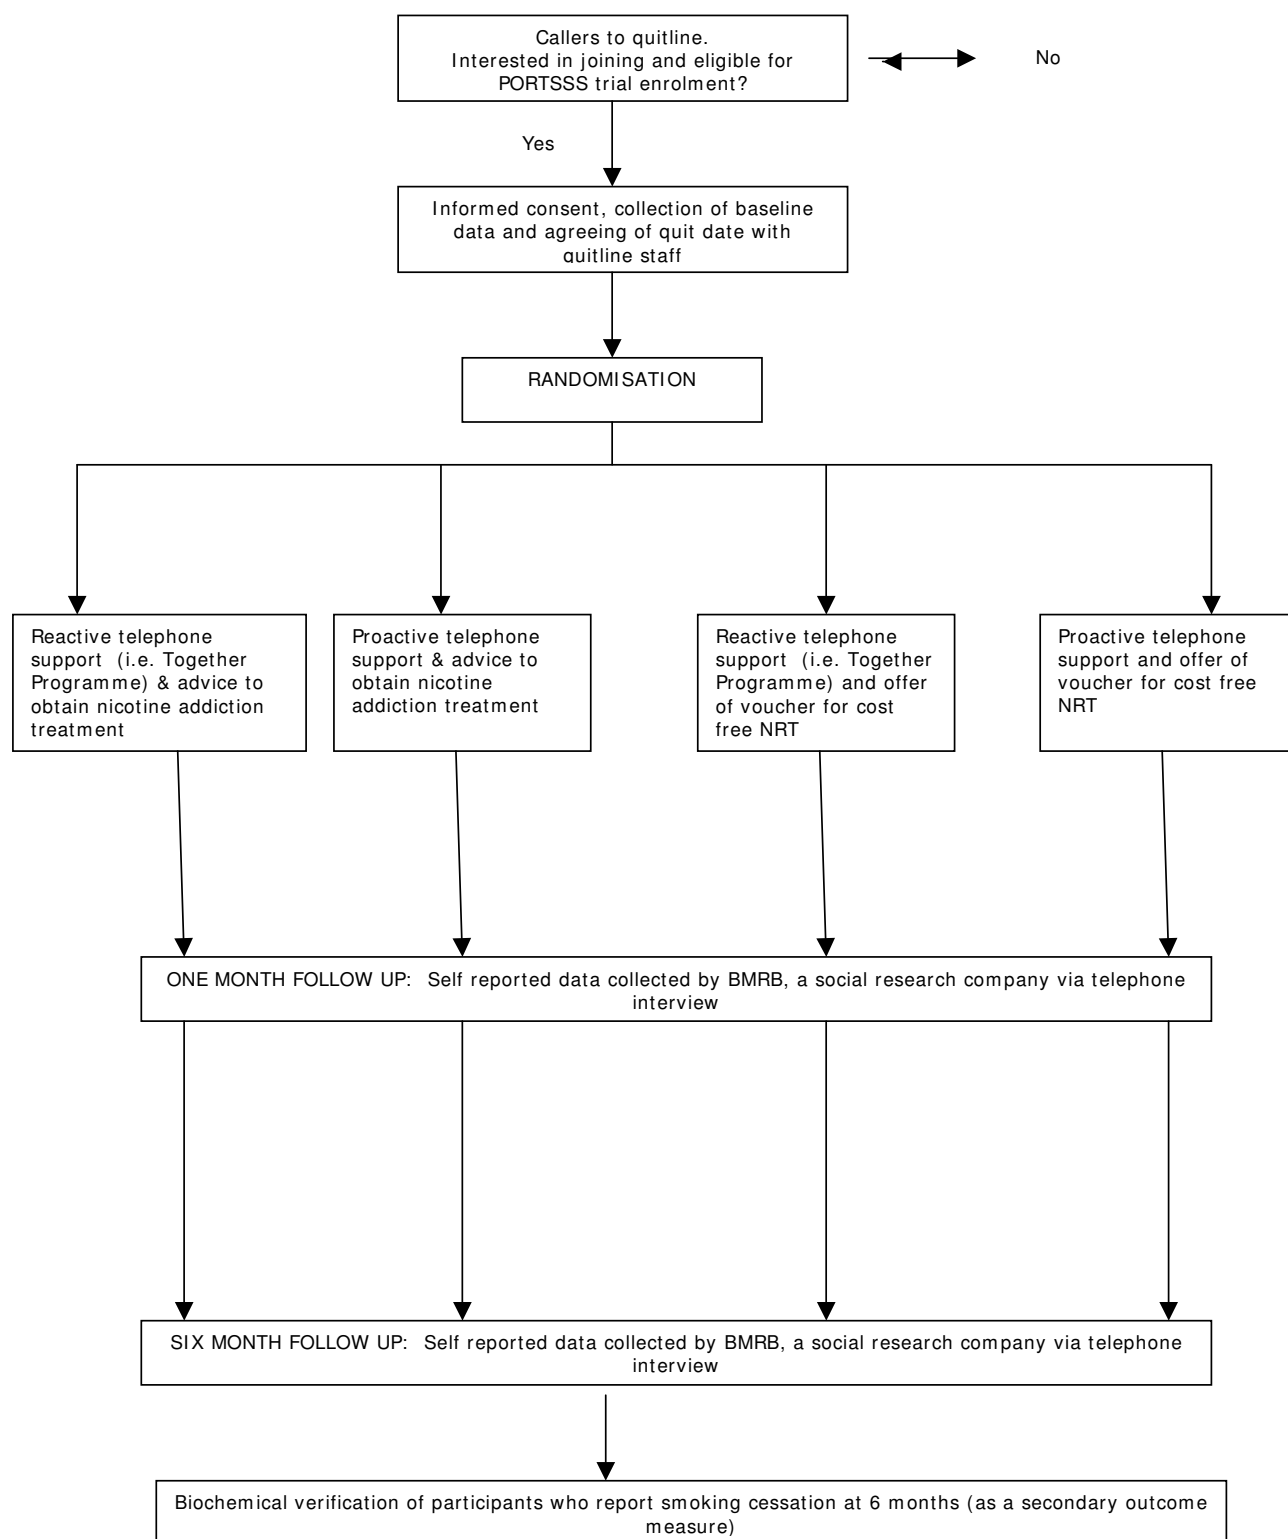 Callers to quitline.
Interested in joining and eligible for
PORTSSS trial enrolment?
No
Yes
Informed consent, collection of baseline
data and agreeing of quit date with
quitline staff
RANDOMISATION
Reactive telephone
support (i.e. Together
Programme) & advice to
obtain nicotine addiction
treatment
Proactive telephone
support & advice to
obtain nicotine
addiction treatment
Reactive telephone
support (i.e. Together
Programme) and offer
of voucher for cost
free NRT
Proactive telephone
support and offer of
voucher for cost free
NRT
ONE MONTH FOLLOW UP: Self reported data collected by BMRB, a social research company via telephone
interview
SIX MONTH FOLLOW UP: Self reported data collected by BMRB, a social research company via telephone
interview
Biochemical verification of participants who report smoking cessation at 6 months (as a secondary outcome
measure)